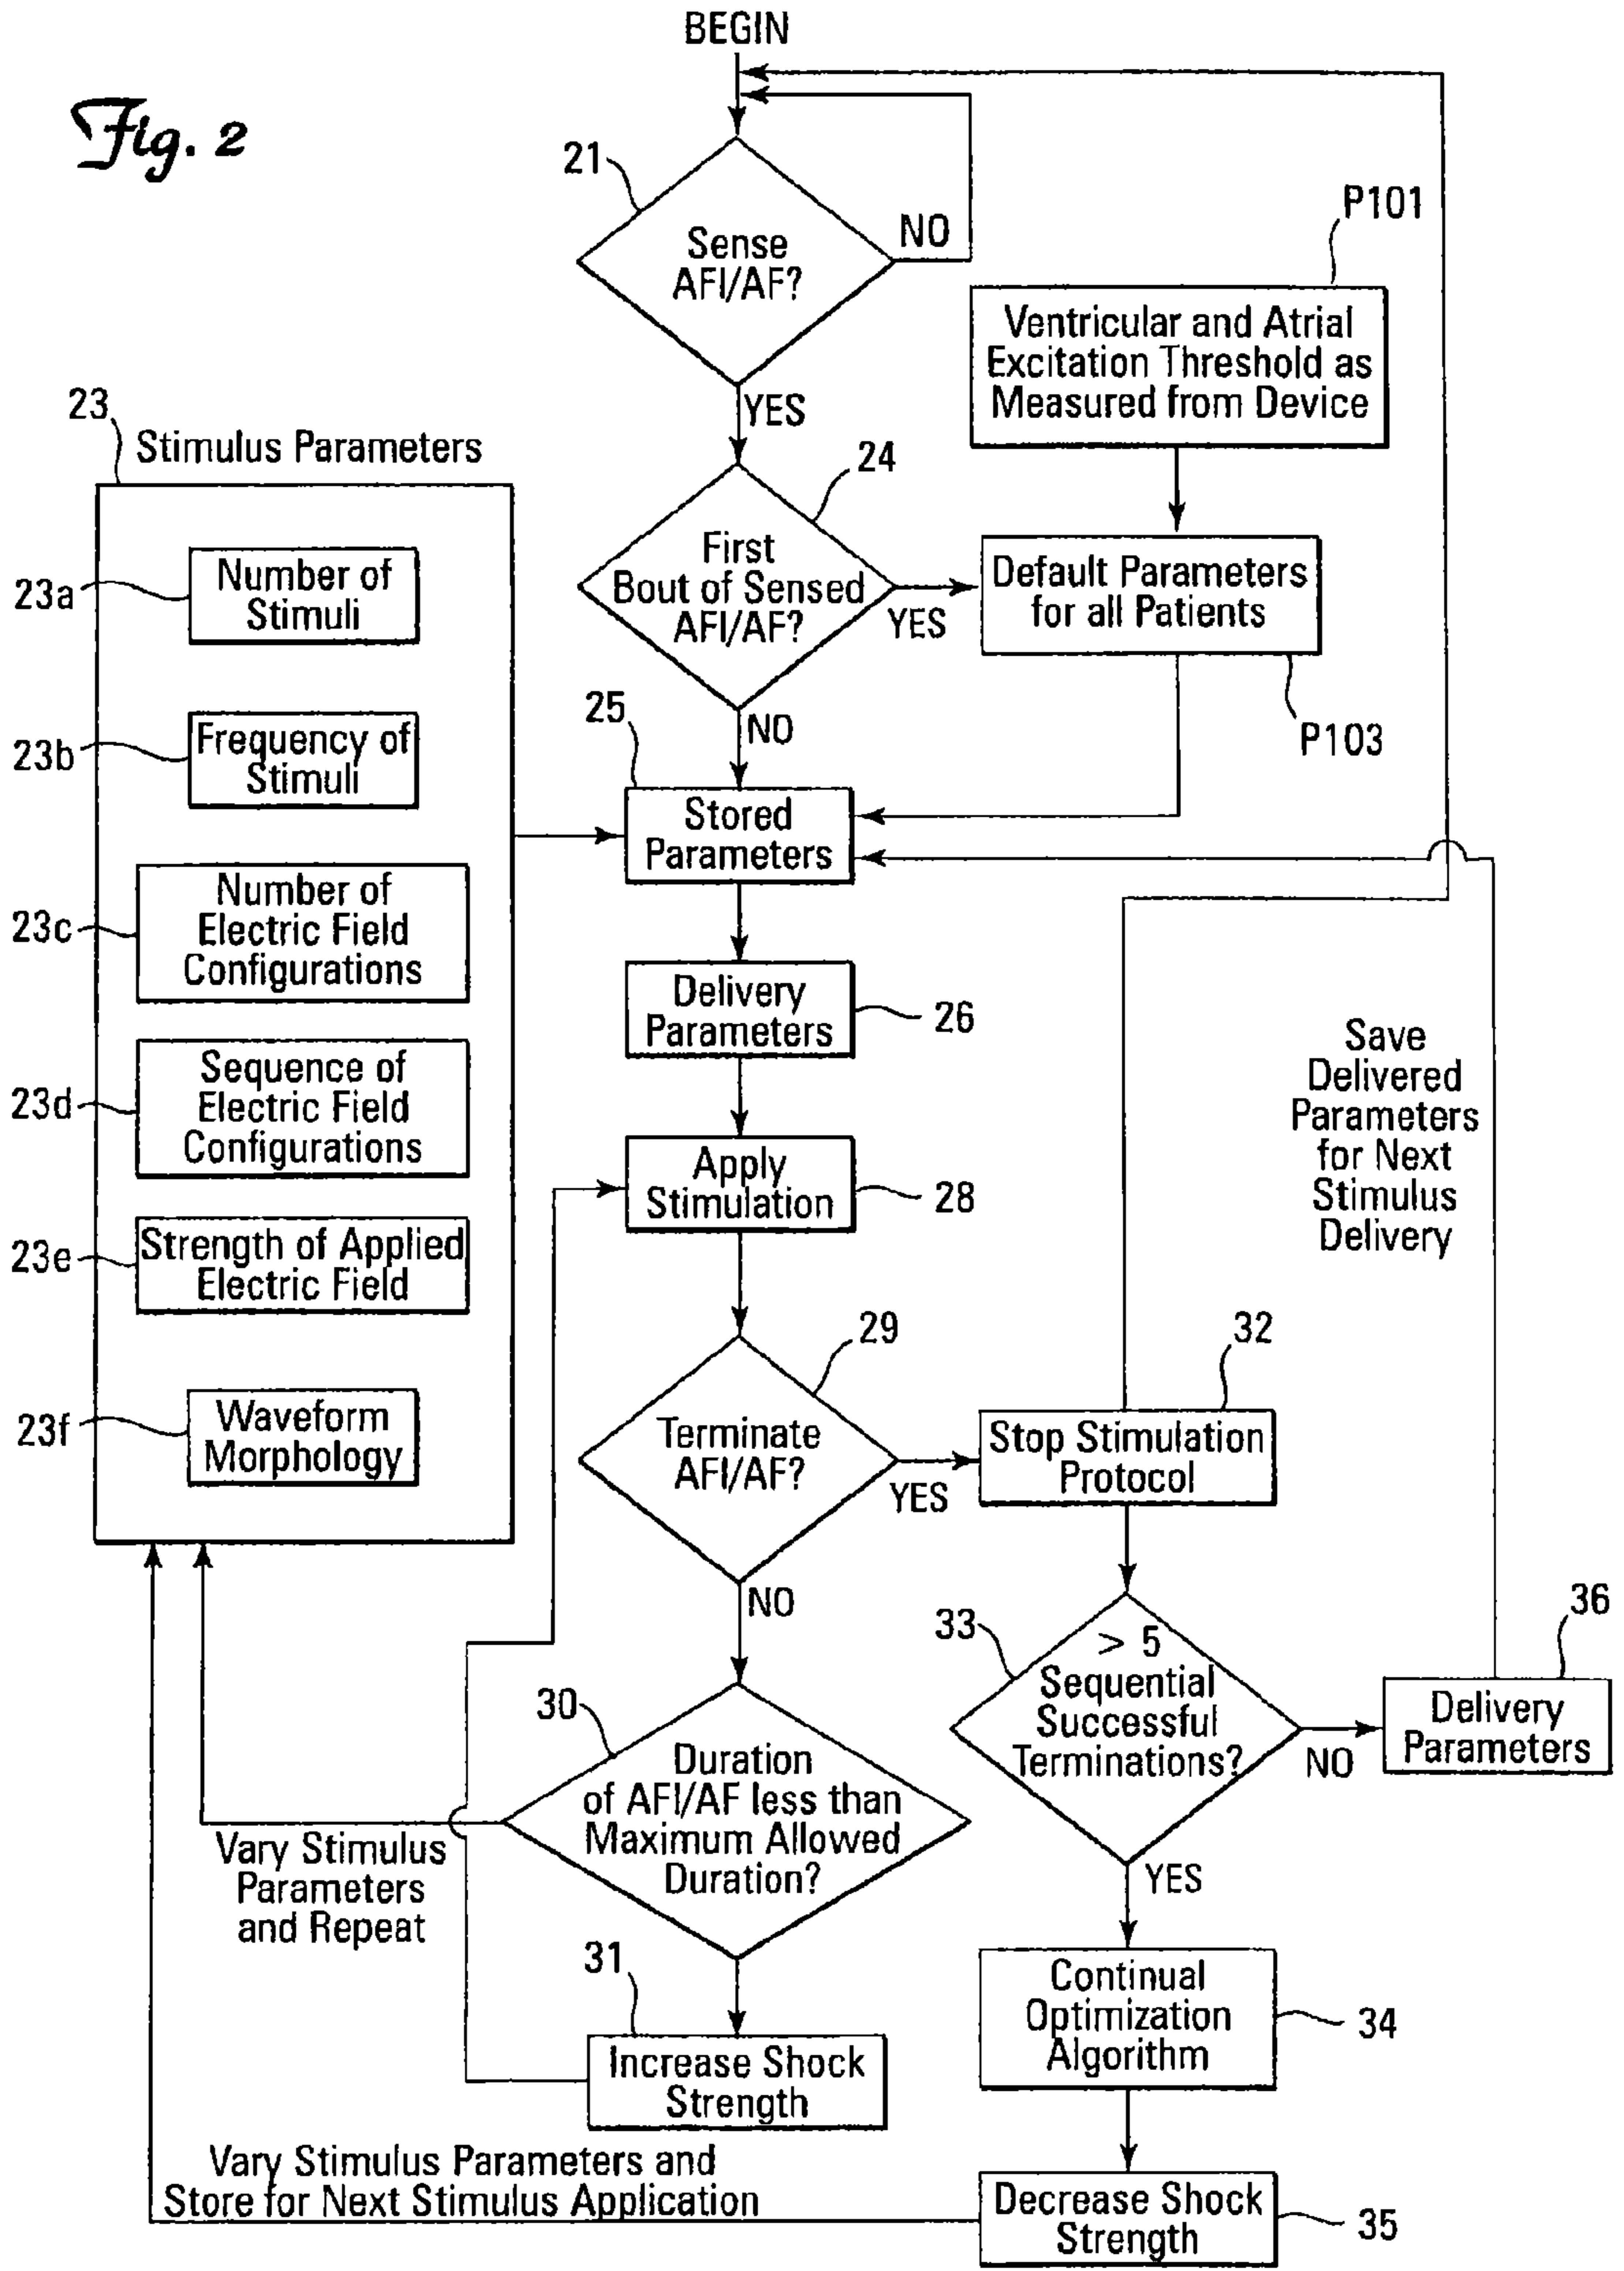 BEGIN
Fig. 2
21
Sense
AFl/AF?
NO
YES
P101
Ventricular and Atrial
Excitation Threshold as
Measured from Device
23
Stimulus Parameters
24
First
Bout of Sensed
AFl/AF?
YES
NO
Default Parameters
for all Patients
P103
23a
Number of
Stimuli
23b
Frequency of
Stimuli
23c
Number of
Electric Field
Configurations
23d
Sequence of
Electric Field
Configurations
23e
Strength of Applied
Electric Field
23f
Waveform
Morphology
25
Stored
Parameters
Delivery
Parameters
26
Apply
Stimulation
28
Save
Delivered
Parameters
for Next
Stimulus
Delivery
29
Terminate
AFl/AF?
YES
NO
32
Stop Stimulation
Protocol
33
> 5
Sequential
Successful
Terminations?
NO
YES
36
Delivery
Parameters
30
Duration
of AFl/AF less than
Maximum Allowed
Duration?
Vary Stimulus
Parameters
and Repeat
31
Increase Shock
Strength
Continual
Optimization
Algorithm
34
Vary Stimulus Parameters and
Store for Next Stimulus Application
Decrease Shock
Strength
35